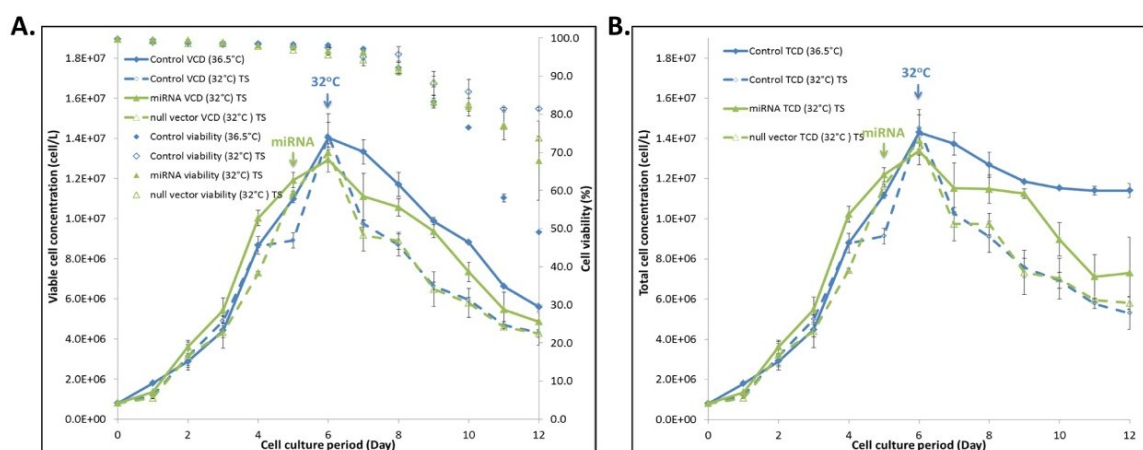 A.
1.8E+07
1.6E+07
1.4E+07
1.2E+07
1.0E+07
8.0E+06
6.0E+06
4.0E+06
2.0E+06
0.0E+00
Viable cell concentration (cell/L)
Control VCD (36.5°C)
Control VCD (32°C) TS
miRNA VCD (32°C) TS
null vector VCD (32°C ) TS
Control viability (36.5°C)
Control viability (32°C) TS
miRNA viability (32°C) TS
null vector viability (32°C ) TS
32°C
miRNA
100.0
90.0
80.0
70.0
60.0
50.0
40.0
30.0
20.0
10.0
0.0
Cell viability (%)
0 2 4 6 8 10 12
Cell culture period (Day)
B.
1.8E+07
1.6E+07
1.4E+07
1.2E+07
1.0E+07
8.0E+06
6.0E+06
4.0E+06
2.0E+06
0.0E+00
Total cell concentration (cell/L)
Control TCD (36.5°C)
Control TCD (32°C) TS
miRNA TCD (32°C) TS
null vector TCD (32°C ) TS
32°C
miRNA
0 2 4 6 8 10 12
Cell culture period (Day)